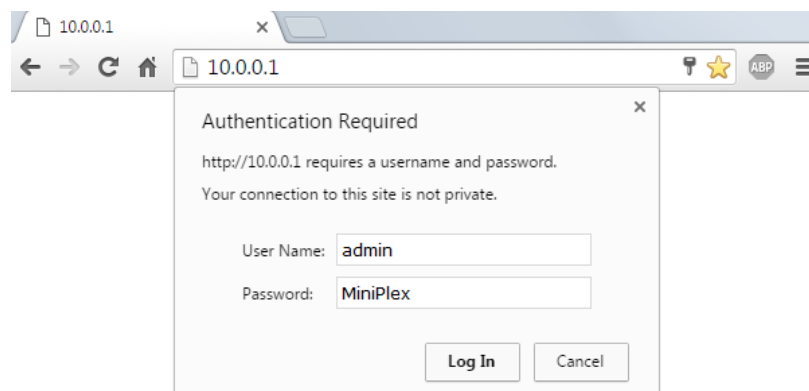 10.0.0.1
10.0.0.1
ABP
Authentication Required
http://10.0.0.1 requires a username and password.
Your connection to this site is not private.
User Name: admin
Password: MiniPlex
Log In Cancel